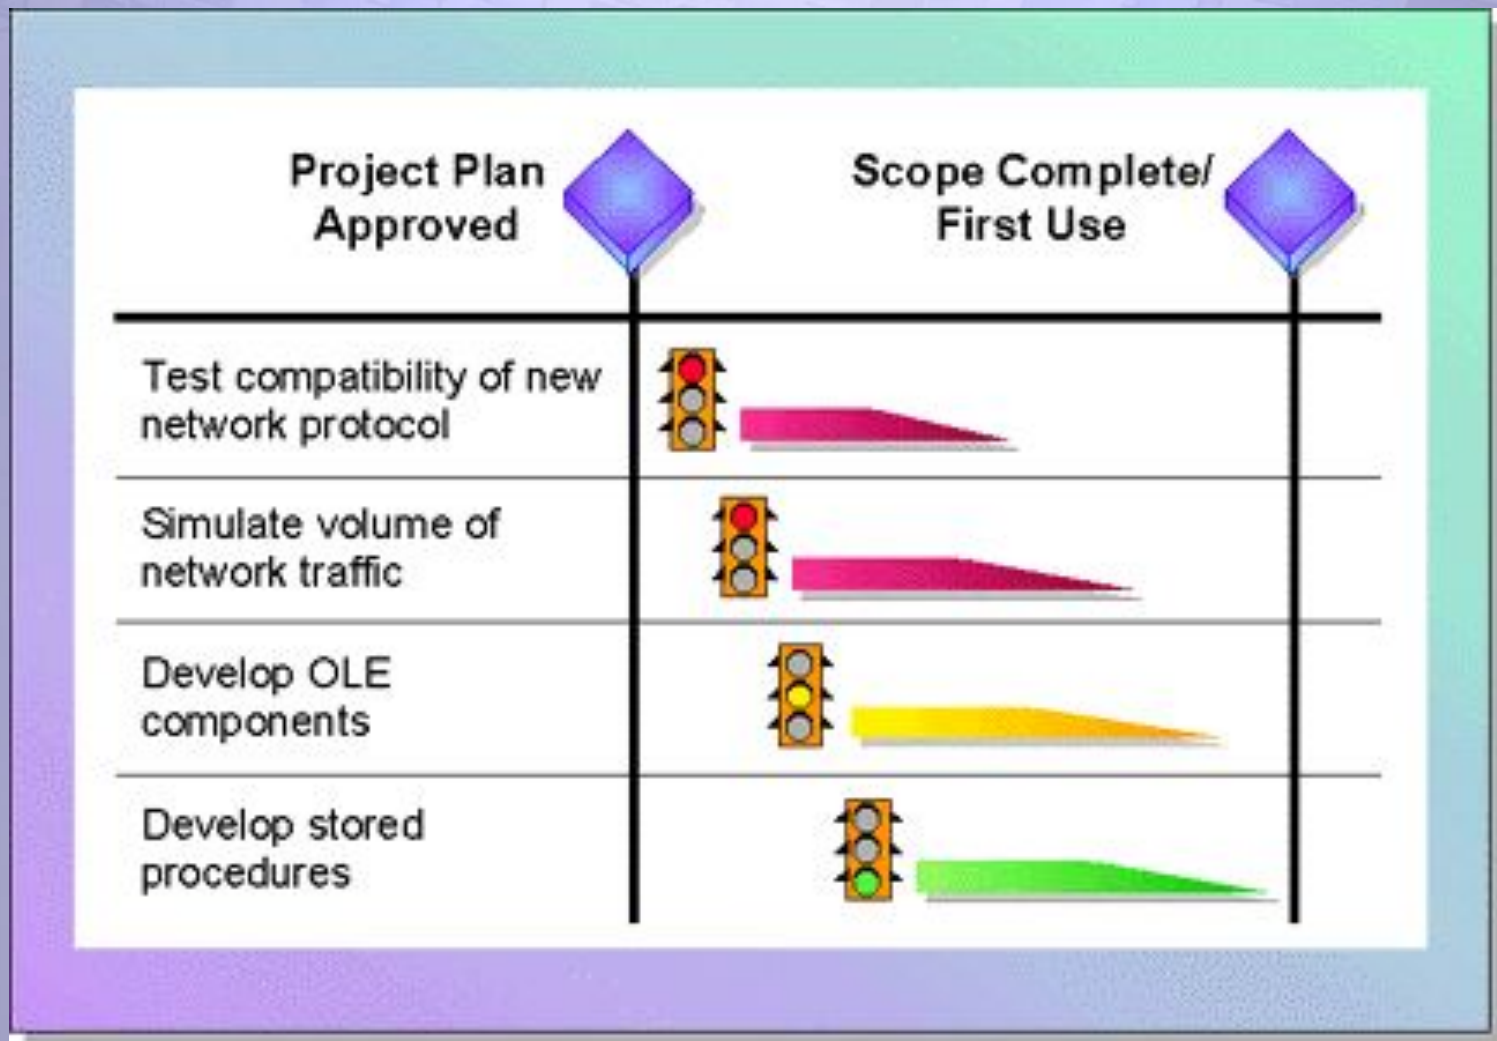 Project Plan
Approved
Scope Complete/
First Use
Test compatibility of new
network protocol
Simulate volume of
network traffic
Develop OLE
components
Develop stored
procedures